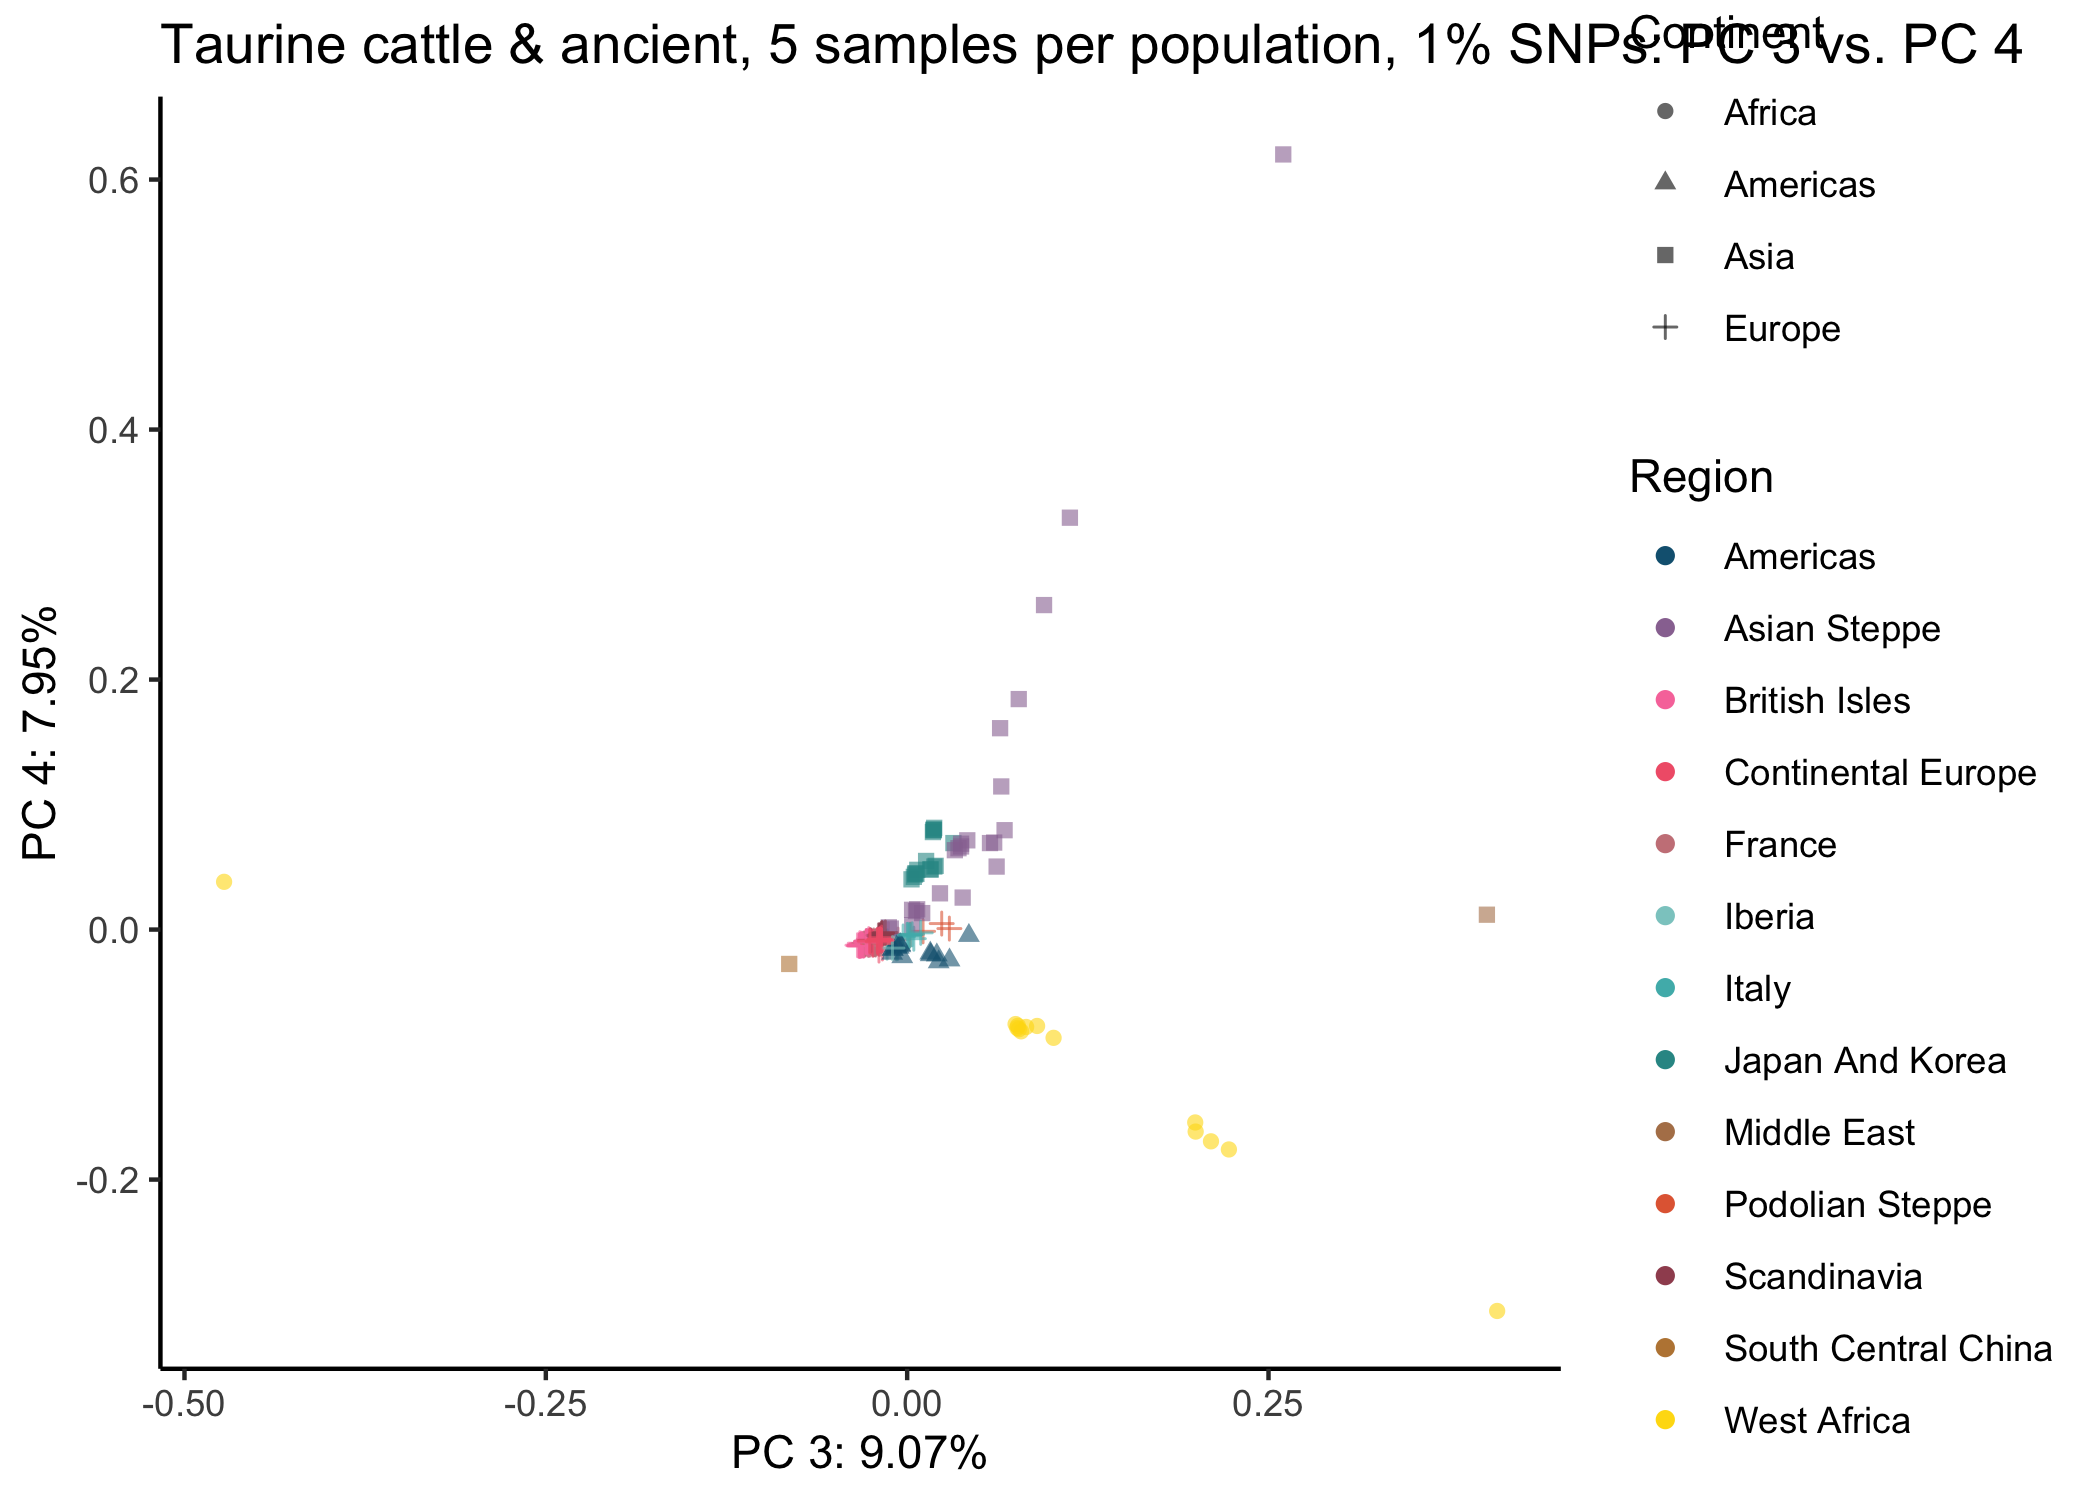 Taurine cattle & ancient, 5 samples per population, 1% SNPs. PC 3 vs. PC 4
Continent
Africa
Americas
Asia
Europe
Region
Americas
Asian Steppe
British Isles
Continental Europe
France
Iberia
Italy
Japan And Korea
Middle East
Podolian Steppe
Scandinavia
South Central China
West Africa
PC 4: 7.95%
0.6
0.4
0.2
0.0
-0.2
-0.50
-0.25
0.00
0.25
PC 3: 9.07%